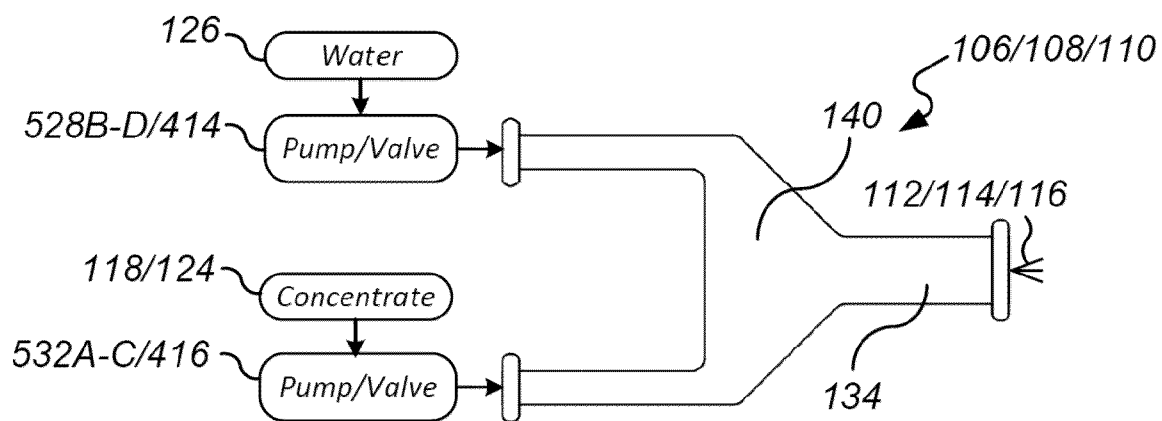 126
Water
106/108/110
528B-D/414
Pump/Valve
140
112/114/116
118/124
Concentrate
532A-C/416
Pump/Valve
134